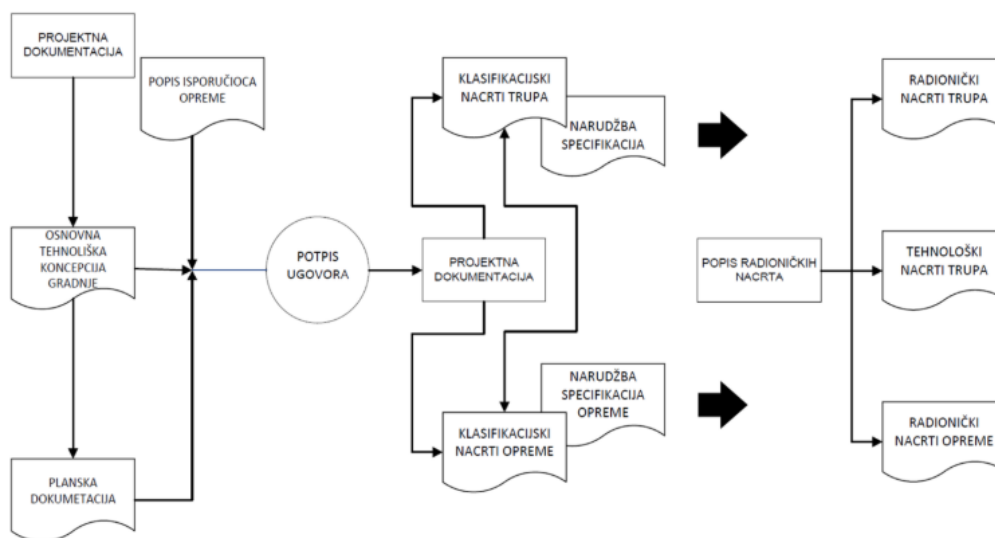 PROJEKTNA
DOKUMENTACIJA
POPIS ISPORUČIOCA
OPREME
OSNOVNA
TEHNOLIŠKA
KONCEPCIJA
GRADNJE
PLANSKA
DOKUMETACIJA
POTPIS
UGOVORA
KLASIFIKACIJSKI
NACRTI TRUPA
NARUDŽBA
SPECIFIKACIJA
PROJEKTNA
DOKUMENTACIJA
NARUDŽBA
SPECIFIKACIJA
OPREME
KLASIFIKACIJSKI
NACRTI OPREME
POPIS RADIONIČKIH
NACRTA
RADIONIČKI
NACRTI TRUPA
TEHNOLOŠKI
NACRTI TRUPA
RADIONIČKI
NACRTI OPREME